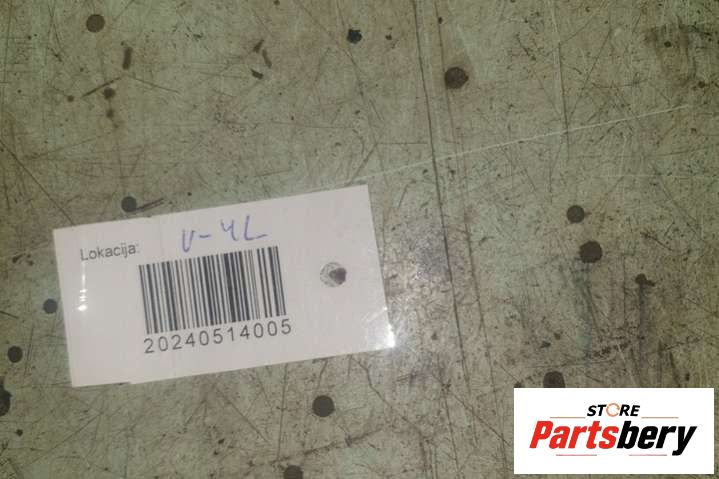 Lokacija: V-4L
20240514005
STORE
Partsbery